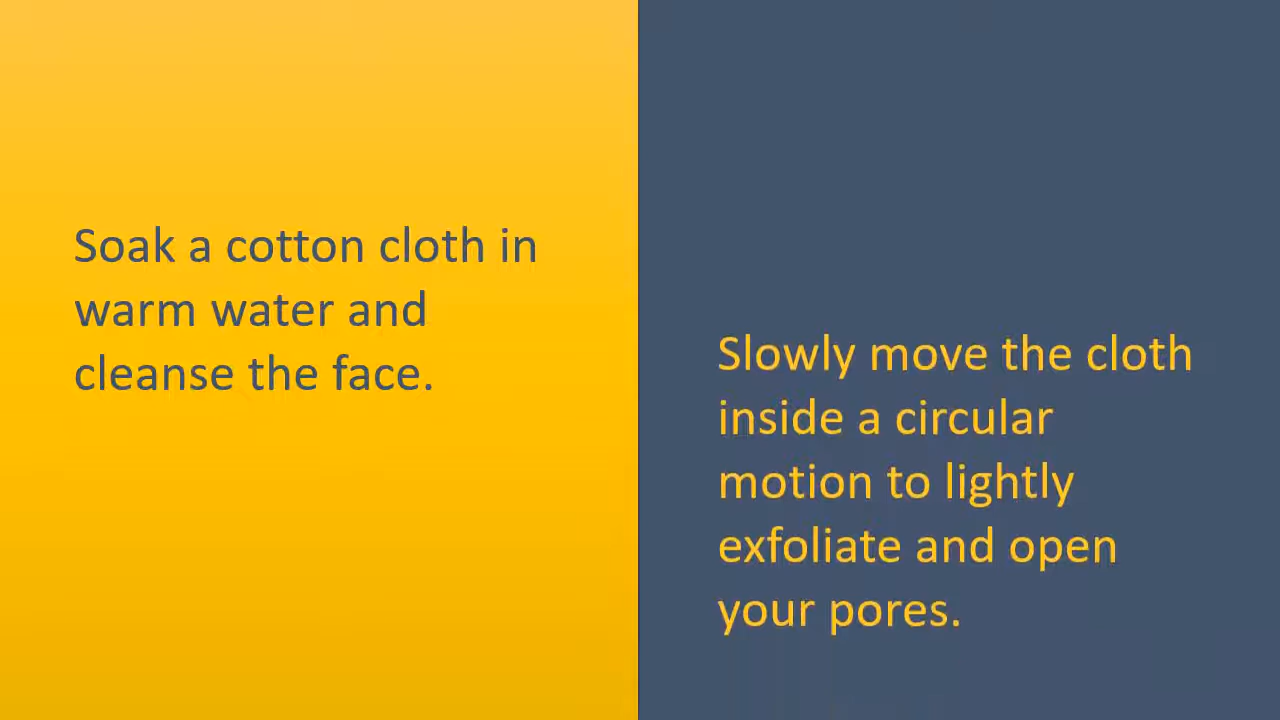 Soak a cotton cloth in
warm water and
cleanse the face.
Slowly move the cloth
inside a circular
motion to lightly
exfoliate and open
your pores.